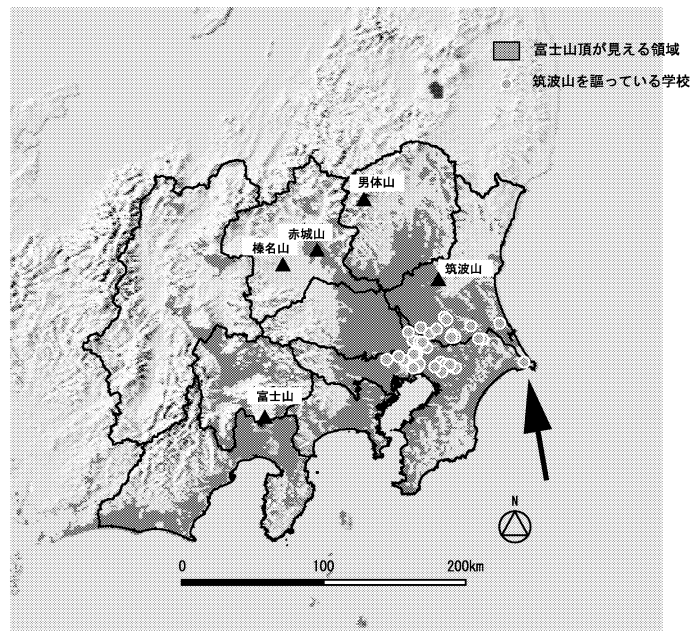 富士山頂が見える領域
筑波山を謳っている学校
男体山
赤城山
榛名山
筑波山
富士山
N
0 100 200km